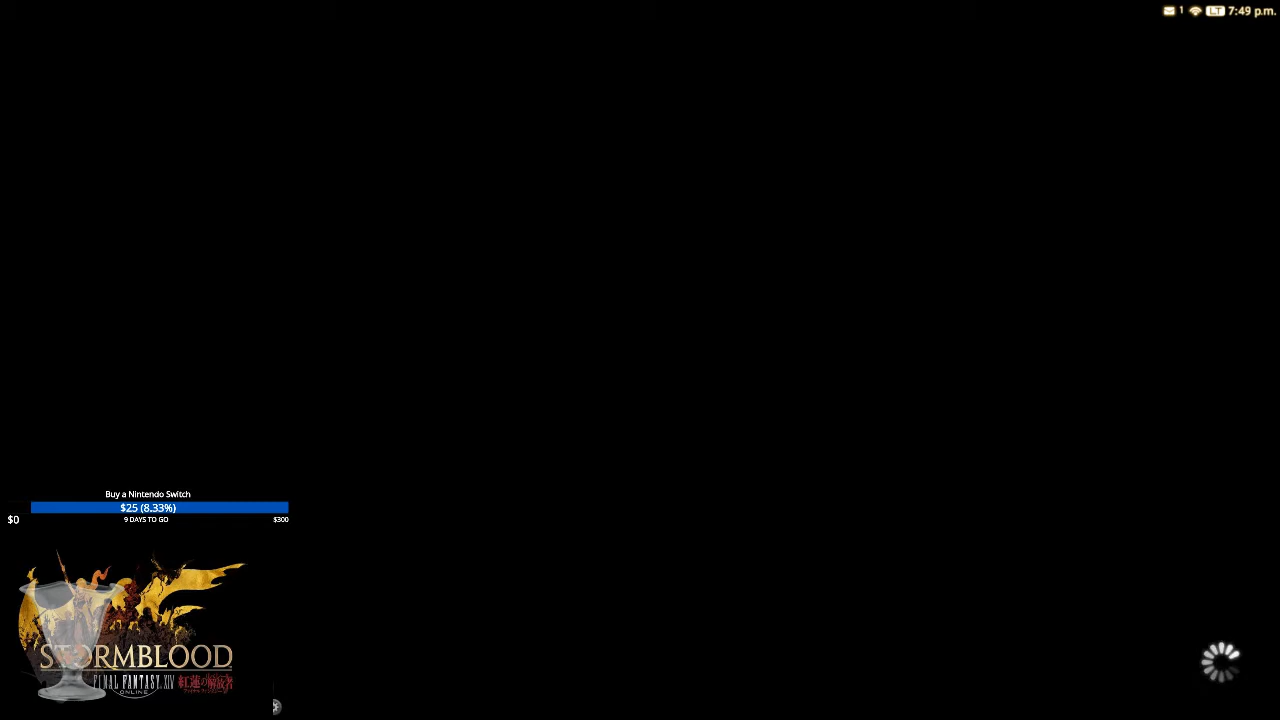 1 LT 7:49 p.m.
Buy a Nintendo Switch
$25 (8.33%)
$0 9 DAYS TO GO $300
STORMBLOOD
FINAL FANTASY XIV 紅蓮の解放者
ONLINE